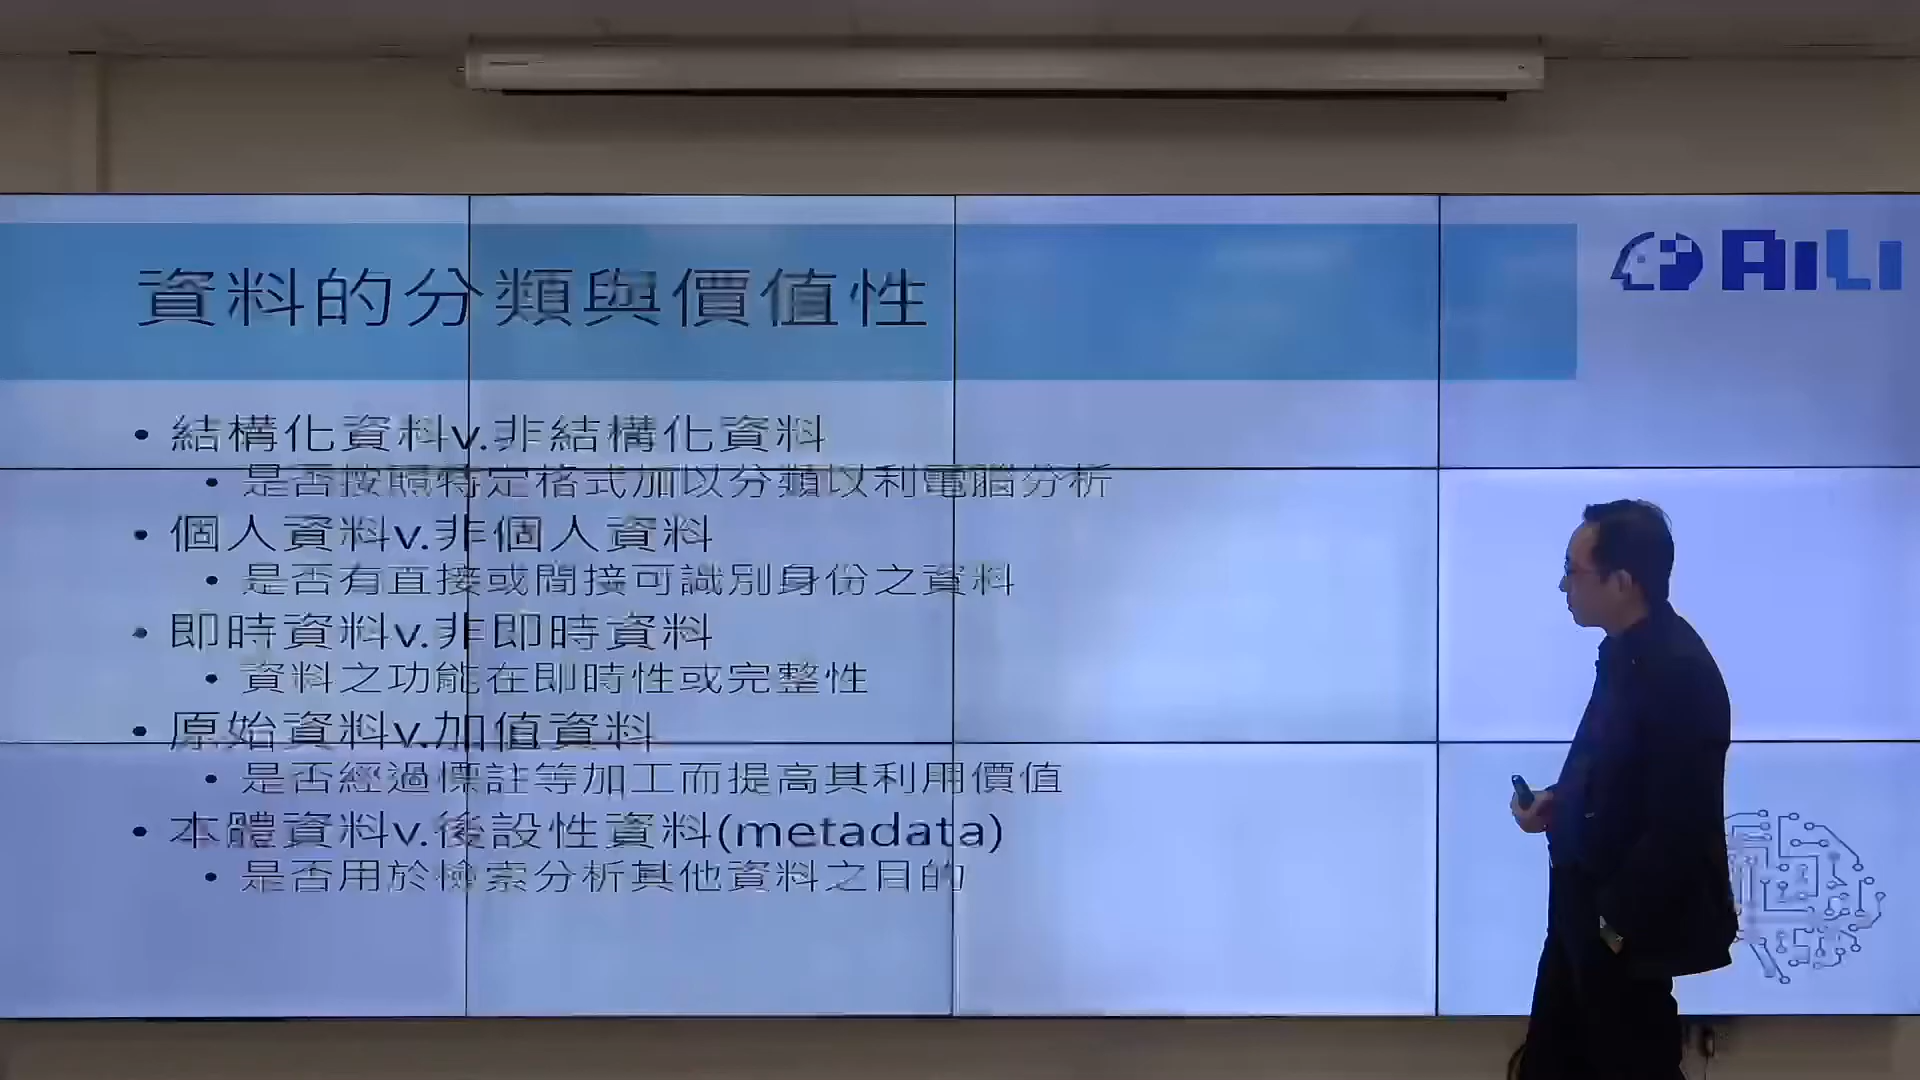 資料的分類與價值性
AiLi
• 結構化資料v.非結構化資料
• 是否按照特定格式加以分類以利電腦分析
• 個人資料v.非個人資料
• 是否有直接或間接可識別身份之資料
• 即時資料v.非即時資料
• 資料之功能在即時性或完整性
• 原始資料v.加值資料
• 是否經過標註等加工而提高其利用價值
• 本體資料v.後設性資料(metadata)
• 是否用於檢索分析其他資料之目的